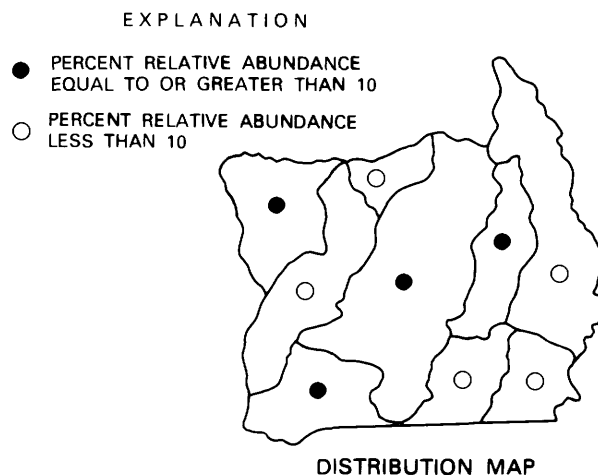 EXPLANATION
PERCENT RELATIVE ABUNDANCE
EQUAL TO OR GREATER THAN 10
PERCENT RELATIVE ABUNDANCE
LESS THAN 10
DISTRIBUTION MAP